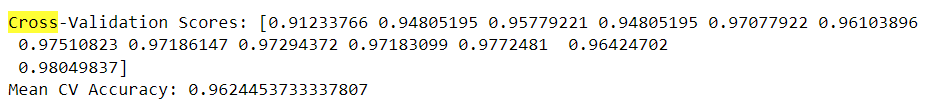 Cross-Validation Scores: [0.91233766 0.94805195 0.95779221 0.94805195 0.97077922 0.96103896
0.97510823 0.97186147 0.97294372 0.97183099 0.9772481  0.96424702
0.98049837]
Mean CV Accuracy: 0.9624453733337807